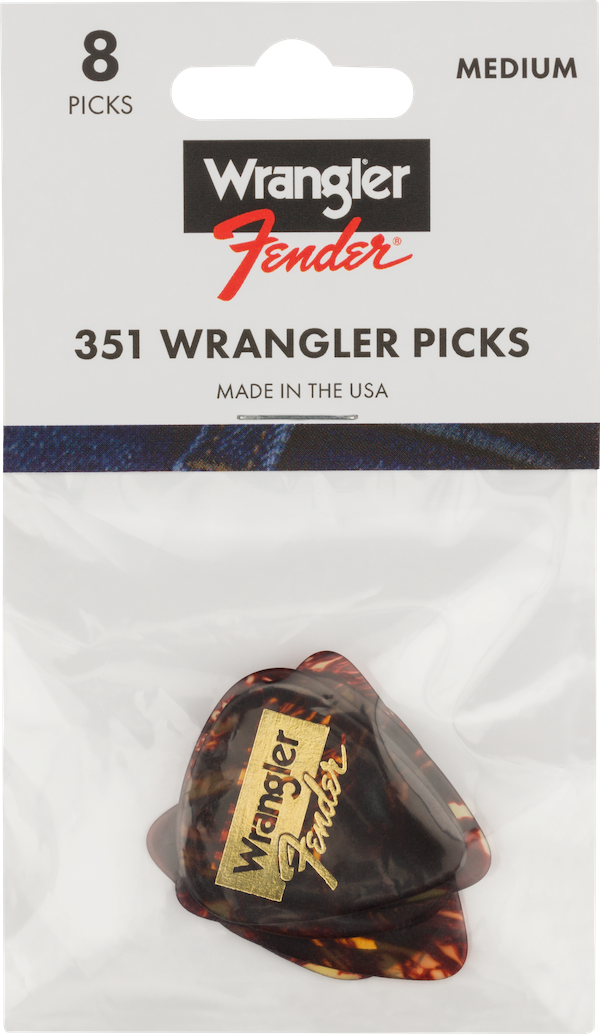 8
PICKS
MEDIUM
Wrangler
Fender®
351 WRANGLER PICKS
MADE IN THE USA
Wrangler
Fender